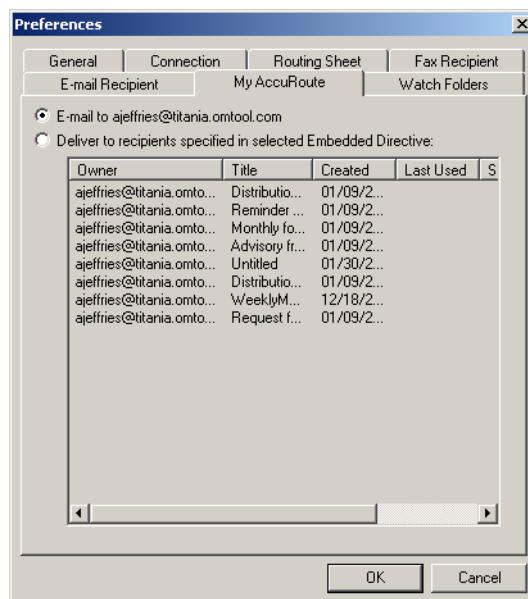 Preferences
General Connection Routing Sheet Fax Recipient
E-mail Recipient My AccuRoute Watch Folders
E-mail to ajeffries@titania.omtool.com
Deliver to recipients specified in selected Embedded Directive:
Owner Title Created Last Used S
ajeffries@titania.omto... Distributio... 01/09/2...
ajeffries@titania.omto... Reminder ... 01/09/2...
ajeffries@titania.omto... Monthly fo... 01/09/2...
ajeffries@titania.omto... Advisory fr... 01/09/2...
ajeffries@titania.omto... Untitled 01/30/2...
ajeffries@titania.omto... Distributio... 01/09/2...
ajeffries@titania.omto... WeeklyM... 12/18/2...
ajeffries@titania.omto... Request f... 01/09/2...
OK Cancel